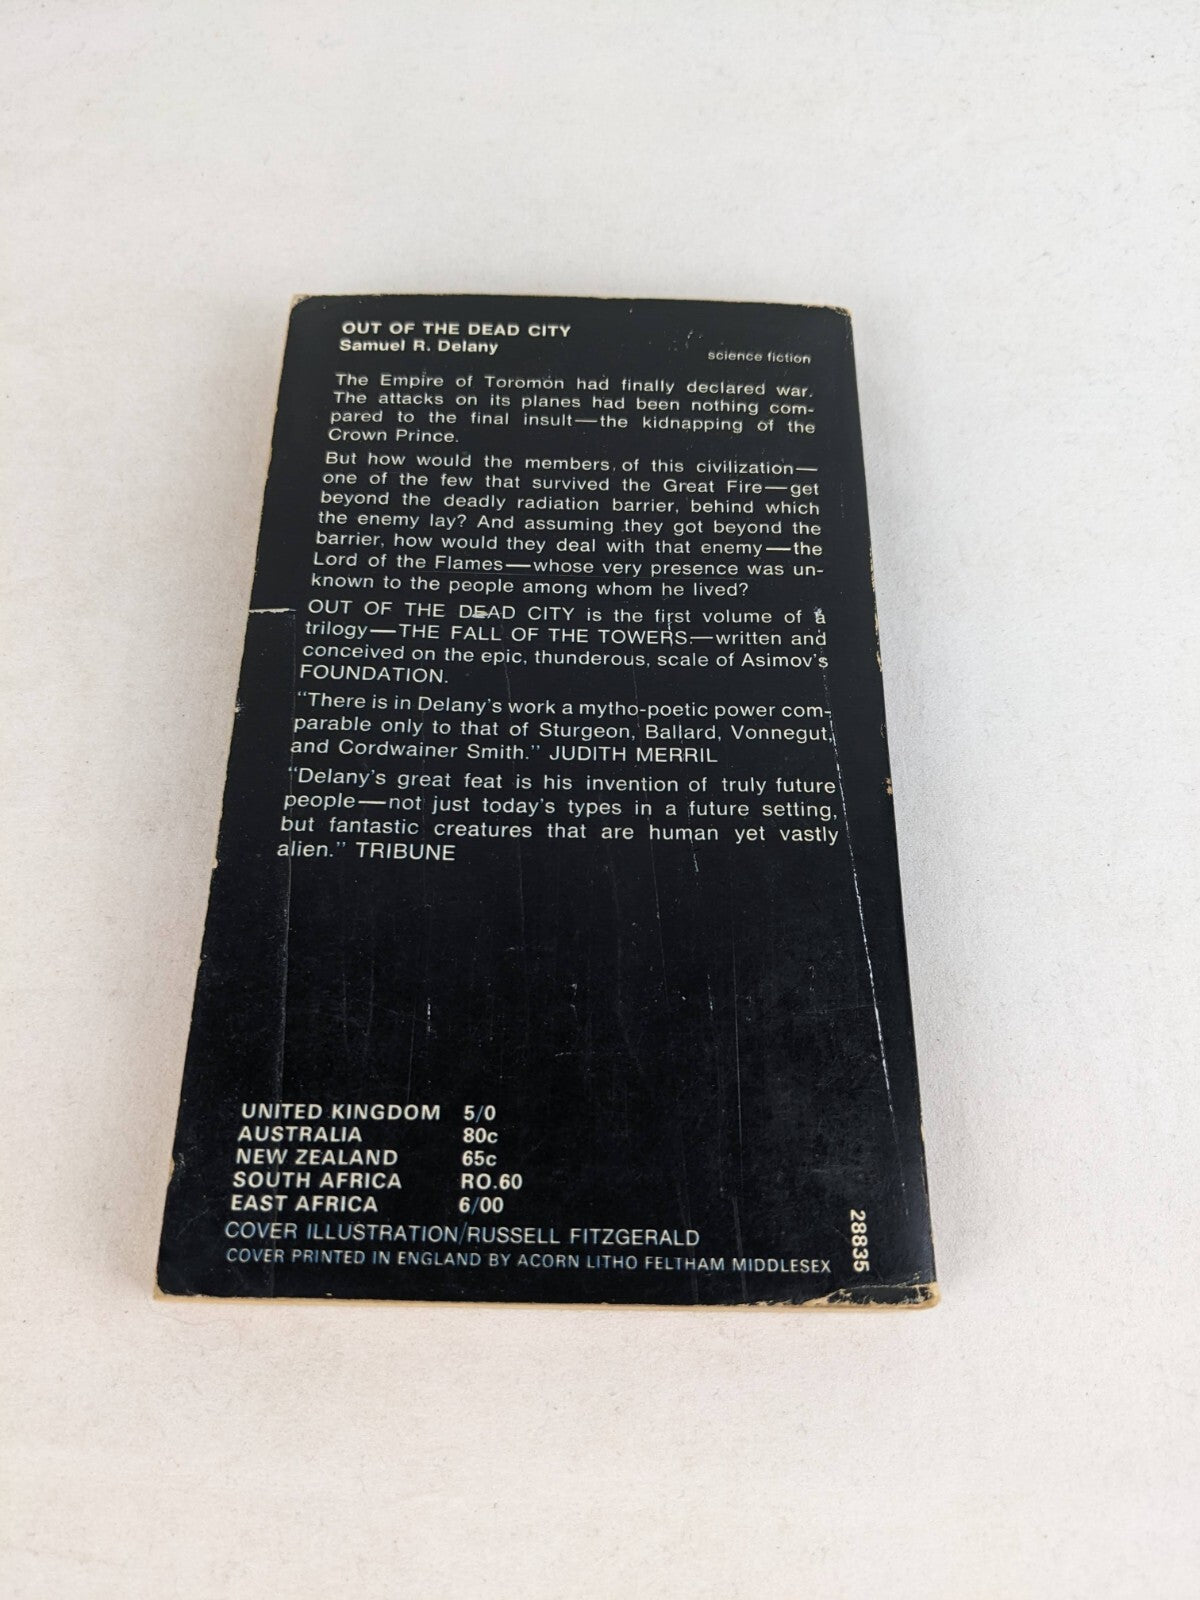 OUT OF THE DEAD CITY
Samuel R. Delany
science fiction
The Empire of Toromon had finally declared war.
The attacks on its planes had been nothing com-
pared to the final insult—the kidnapping of the
Crown Prince.
But how would the members of this civilization—
one of the few that survived the Great Fire—get
beyond the deadly radiation barrier, behind which
the enemy lay? And assuming they got beyond the
barrier, how would they deal with that enemy—the
Lord of the Flames—whose very presence was un-
known to the people among whom he lived?
OUT OF THE DEAD CITY is the first volume of a
trilogy—THE FALL OF THE TOWERS—written and
conceived on the epic, thunderous, scale of Asimov's
FOUNDATION.
"There is in Delany's work a mytho-poetic power com-
parable only to that of Sturgeon, Ballard, Vonnegut,
and Cordwainer Smith." JUDITH MERRIL
"Delany's great feat is his invention of truly future
people—not just today's types in a future setting,
but fantastic creatures that are human yet vastly
alien." TRIBUNE
UNITED KINGDOM 5/0
AUSTRALIA 80c
NEW ZEALAND 65c
SOUTH AFRICA RO.60
EAST AFRICA 6/00
COVER ILLUSTRATION/RUSSELL FITZGERALD
COVER PRINTED IN ENGLAND BY ACORN LITHO FELTHAM MIDDLESEX
28835